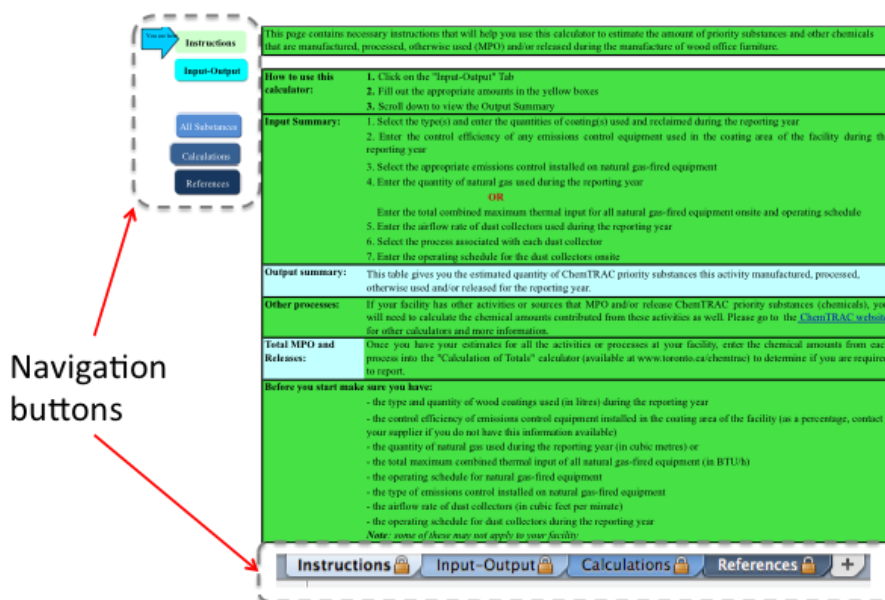 You are here
Instructions
Input-Output
All Substances
Calculations
References
Navigation
buttons
This page contains necessary instructions that will help you use this calculator to estimate the amount of priority substances and other chemicals
that are manufactured, processed, otherwise used (MPO) and/or released during the manufacture of wood office furniture.
How to use this
calculator:
1. Click on the "Input-Output" Tab
2. Fill out the appropriate amounts in the yellow boxes
3. Scroll down to view the Output Summary
Input Summary:
1. Select the type(s) and enter the quantities of coating(s) used and reclaimed during the reporting year
2. Enter the control efficiency of any emissions control equipment used in the coating area of the facility during th
reporting year
3. Select the appropriate emissions control installed on natural gas-fired equipment
4. Enter the quantity of natural gas used during the reporting year
OR
Enter the total combined maximum thermal input for all natural gas-fired equipment onsite and operating schedule
5. Enter the airflow rate of dust collectors used during the reporting year
6. Select the process associated with each dust collector
7. Enter the operating schedule for the dust collectors onsite
Output summary:
This table gives you the estimated quantity of ChemTRAC priority substances this activity manufactured, processed,
otherwise used and/or released for the reporting year.
Other processes:
If your facility has other activities or sources that MPO and/or release ChemTRAC priority substances (chemicals), you
will need to calculate the chemical amounts contributed from these activities as well. Please go to the ChemTRAC website
for other calculators and more information.
Total MPO and
Releases:
Once you have your estimates for all the activities or processes at your facility, enter the chemical amounts from eac
process into the "Calculation of Totals" calculator (available at www.toronto.ca/chemtrac) to determine if you are require
to report.
Before you start make sure you have:
- the type and quantity of wood coatings used (in litres) during the reporting year
- the control efficiency of emissions control equipment installed in the coating area of the facility (as a percentage, contact
your supplier if you do not have this information available)
- the quantity of natural gas used during the reporting year (in cubic metres) or
- the total maximum combined thermal input of all natural gas-fired equipment (in BTU/h)
- the operating schedule for natural gas-fired equipment
- the type of emissions control installed on natural gas-fired equipment
- the airflow rate of dust collectors (in cubic feet per minute)
- the operating schedule for dust collectors during the reporting year
Note: some of these may not apply to your facility
Instructions Input-Output Calculations References +